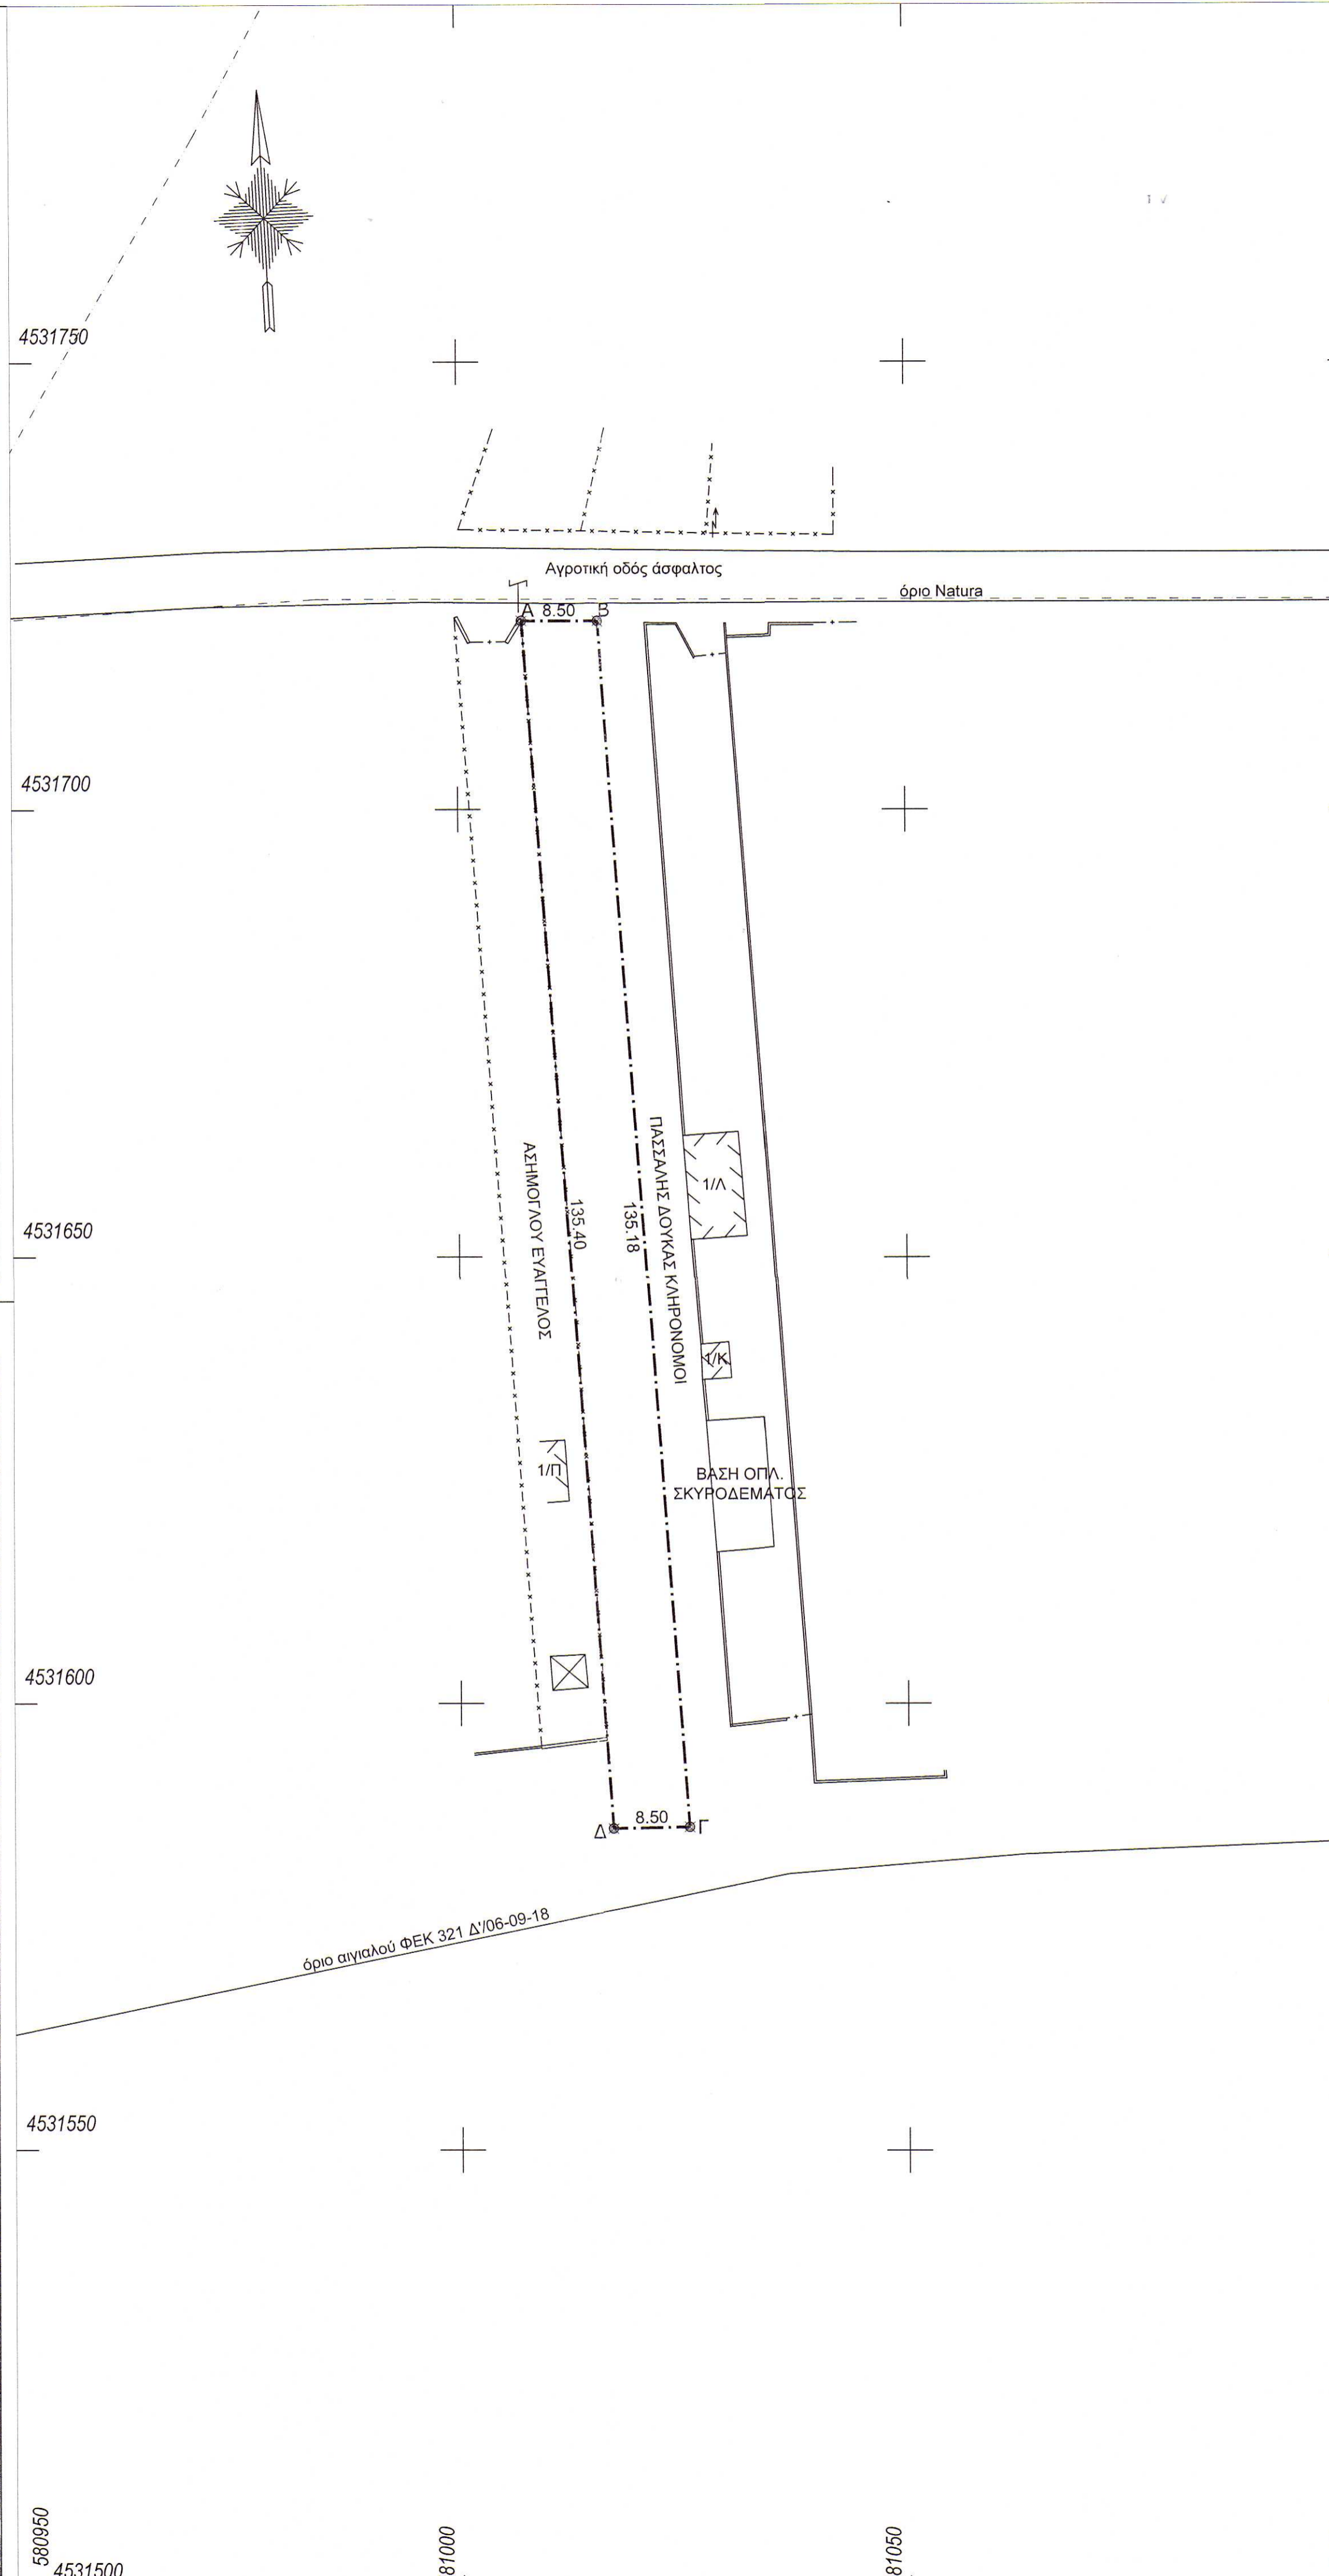 4531750
Αγροτική οδός άσφαλτος
όριο Natura
Α 8.50 Β
4531700
ΑΣΗΜΟΓΛΟΥ ΕΥΑΓΓΕΛΟΣ
135.40
135.18
ΠΑΣΣΑΛΗΣ ΔΟΥΚΑΣ ΚΛΗΡΟΝΟΜΟΙ
1/Λ
4531650
1/Κ
1/Π
ΒΑΣΗ ΟΠΛ.
ΣΚΥΡΟΔΕΜΑΤΟΣ
4531600
Δ 8.50 Γ
όριο αιγιαλού ΦΕΚ 321 Δ'/06-09-18
4531550
580950
81000
81050
4531500